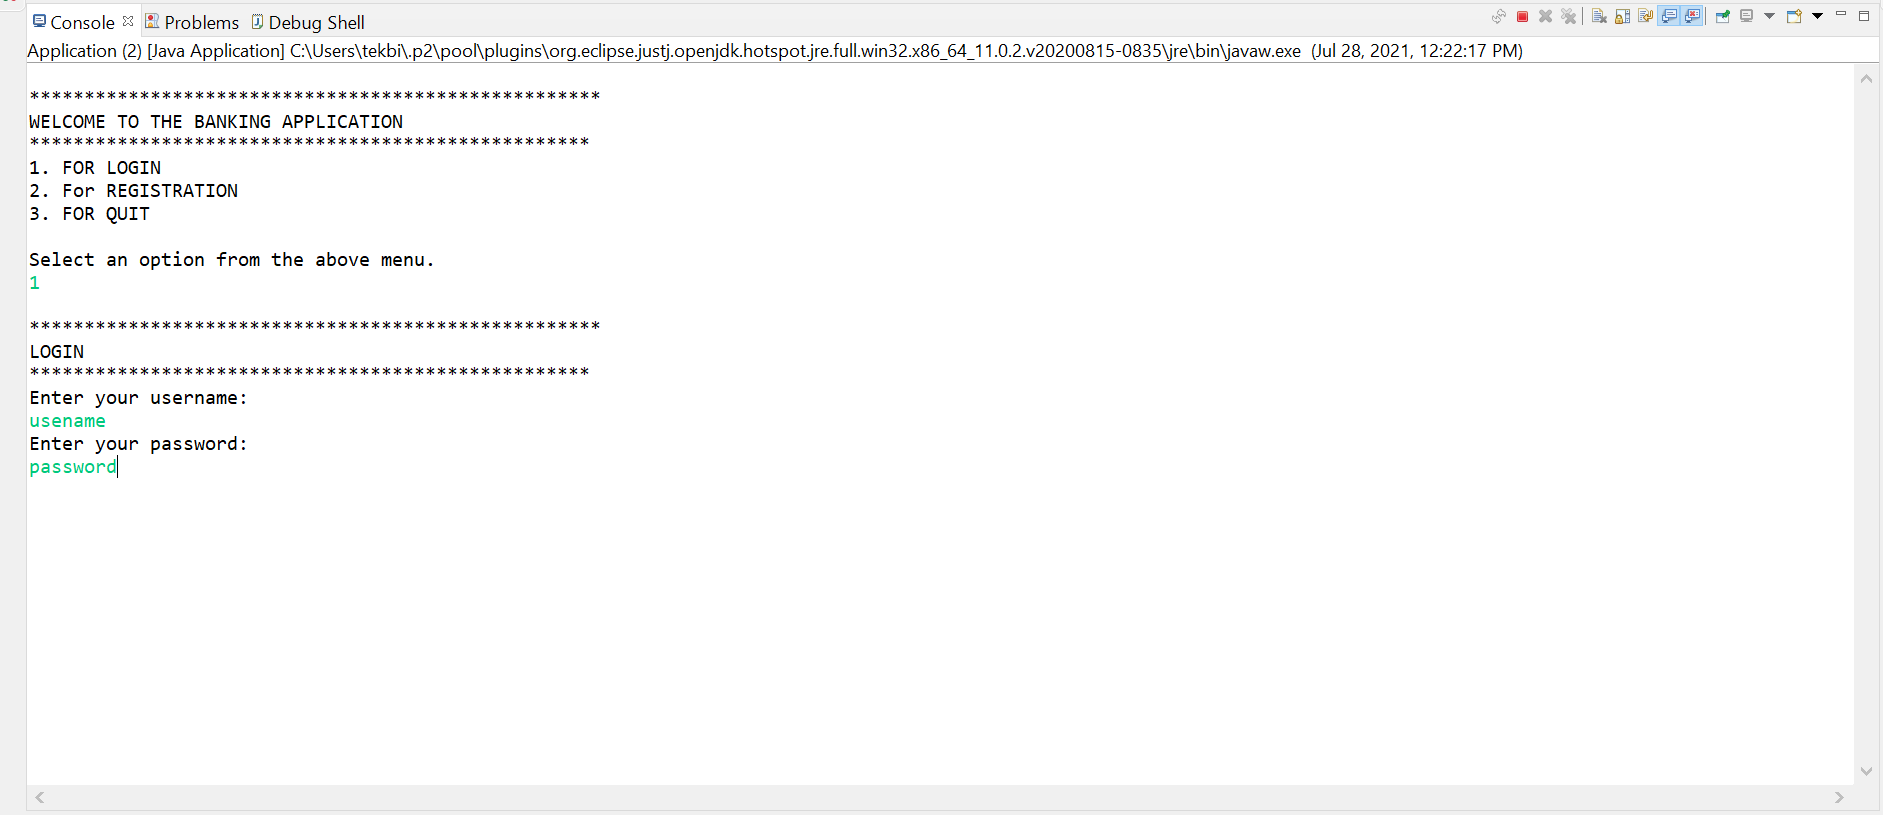 Console Problems Debug Shell
Application (2) [Java Application] C:\Users\tekbi\.p2\pool\plugins\org.eclipse.justj.openjdk.hotspot.jre.full.win32.x86_64_11.0.2.v20200815-0835\jre\bin\javaw.exe (Jul 28, 2021, 12:22:17 PM)
****************************************************
WELCOME TO THE BANKING APPLICATION
***************************************************
1. FOR LOGIN
2. For REGISTRATION
3. FOR QUIT
Select an option from the above menu.
1
****************************************************
LOGIN
***************************************************
Enter your username:
usename
Enter your password:
password